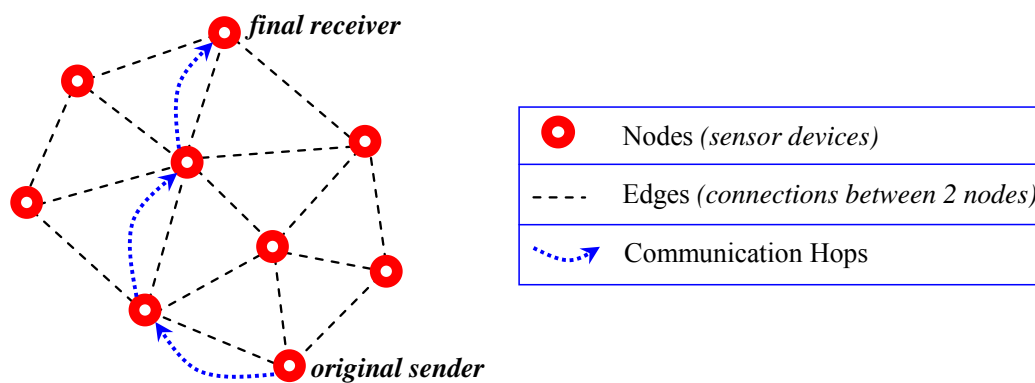 final receiver
original sender
Nodes (sensor devices)
Edges (connections between 2 nodes)
Communication Hops